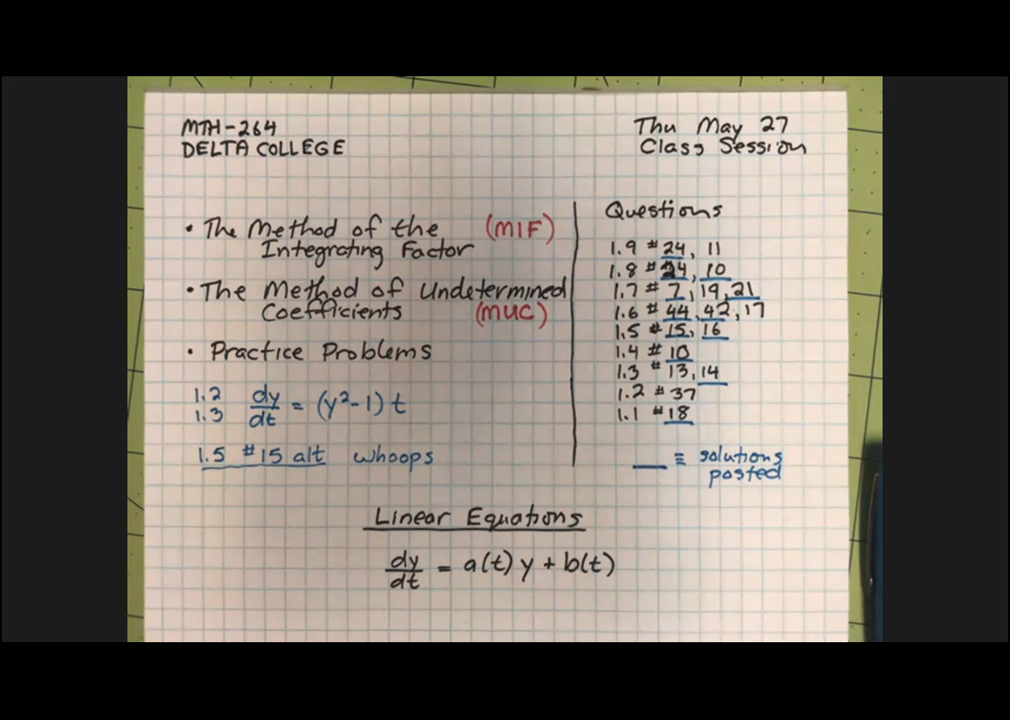 MTH-264
DELTA COLLEGE
Thu May 27
Class Session
• The Method of the (MIF)
Integrating Factor
• The Method of Undetermined
Coefficients (MUC)
• Practice Problems
1.2
1.3 dy/dt = (y²-1) t
1.5 #15 alt whoops
Questions
1.9 #24, 11
1.8 #24, 10
1.7 #7, 19, 21
1.6 #44, 42, 17
1.5 #15, 16
1.4 #10
1.3 #13, 14
1.2 #37
1.1 #18
__ ≡ solutions
posted
Linear Equations
dy/dt = a(t) y + b(t)